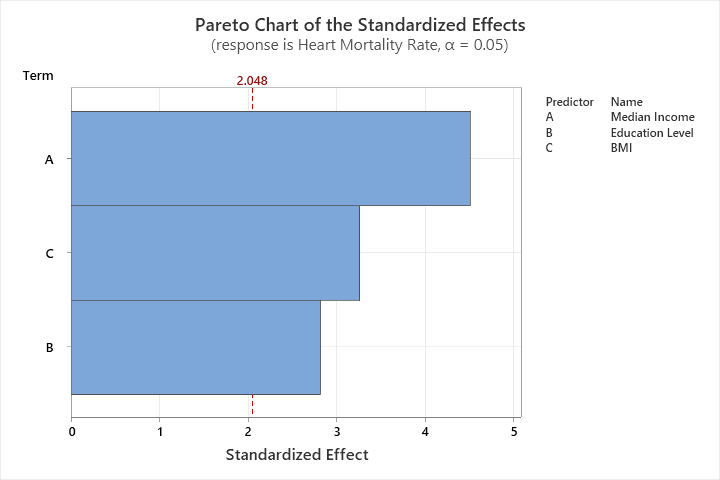 Pareto Chart of the Standardized Effects
(response is Heart Mortality Rate, α = 0.05)
Term
2.048
Predictor Name
A Median Income
B Education Level
C BMI
A
C
B
0 1 2 3 4 5
Standardized Effect